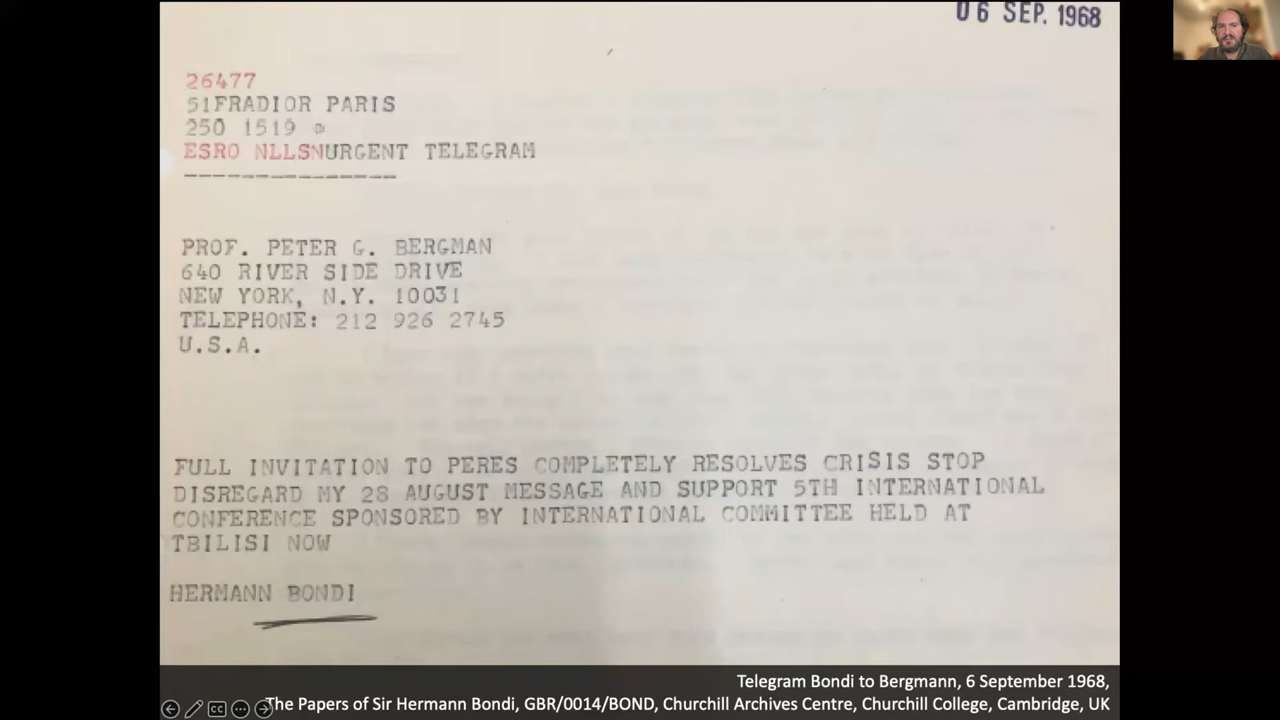 06 SEP. 1968
26477
51FRADIOR PARIS
250 1519
ESRO NLLSNURGENT TELEGRAM
PROF. PETER G. BERGMAN
640 RIVER SIDE DRIVE
NEW YORK, N.Y. 10031
TELEPHONE: 212 926 2745
U.S.A.
FULL INVITATION TO PERES COMPLETELY RESOLVES CRISIS STOP
DISREGARD MY 28 AUGUST MESSAGE AND SUPPORT 5TH INTERNATIONAL
CONFERENCE SPONSORED BY INTERNATIONAL COMMITTEE HELD AT
TBILISI NOW
HERMANN BONDI
Telegram Bondi to Bergmann, 6 September 1968,
The Papers of Sir Hermann Bondi, GBR/0014/BOND, Churchill Archives Centre, Churchill College, Cambridge, UK
CC